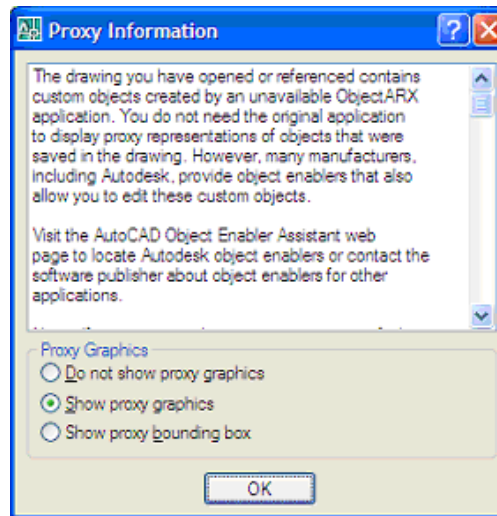 Proxy Information
The drawing you have opened or referenced contains
custom objects created by an unavailable ObjectARX
application. You do not need the original application
to display proxy representations of objects that were
saved in the drawing. However, many manufacturers,
including Autodesk, provide object enablers that also
allow you to edit these custom objects.
Visit the AutoCAD Object Enabler Assistant web
page to locate Autodesk object enablers or contact the
software publisher about object enablers for other
applications.
Proxy Graphics
Do not show proxy graphics
Show proxy graphics
Show proxy bounding box
OK